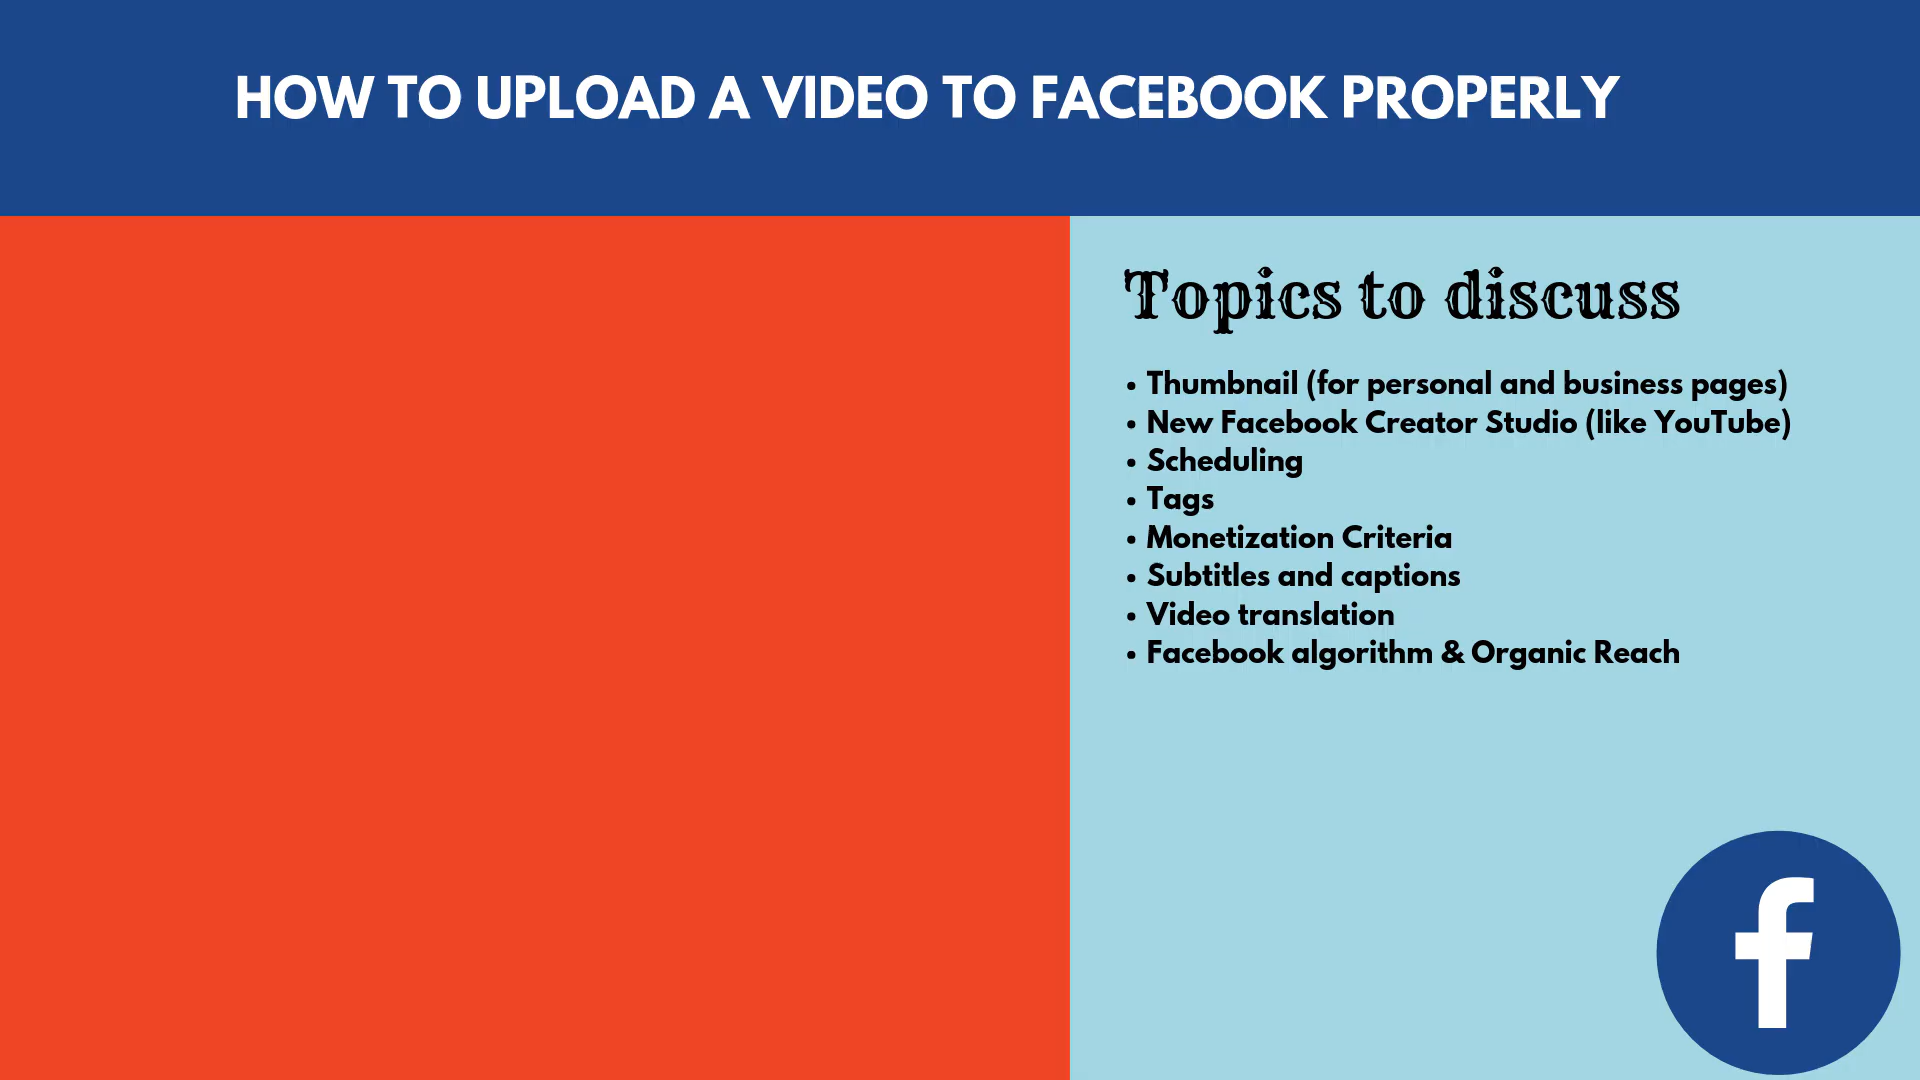 HOW TO UPLOAD A VIDEO TO FACEBOOK PROPERLY
Topics to discuss
• Thumbnail (for personal and business pages)
• New Facebook Creator Studio (like YouTube)
• Scheduling
• Tags
• Monetization Criteria
• Subtitles and captions
• Video translation
• Facebook algorithm & Organic Reach
f